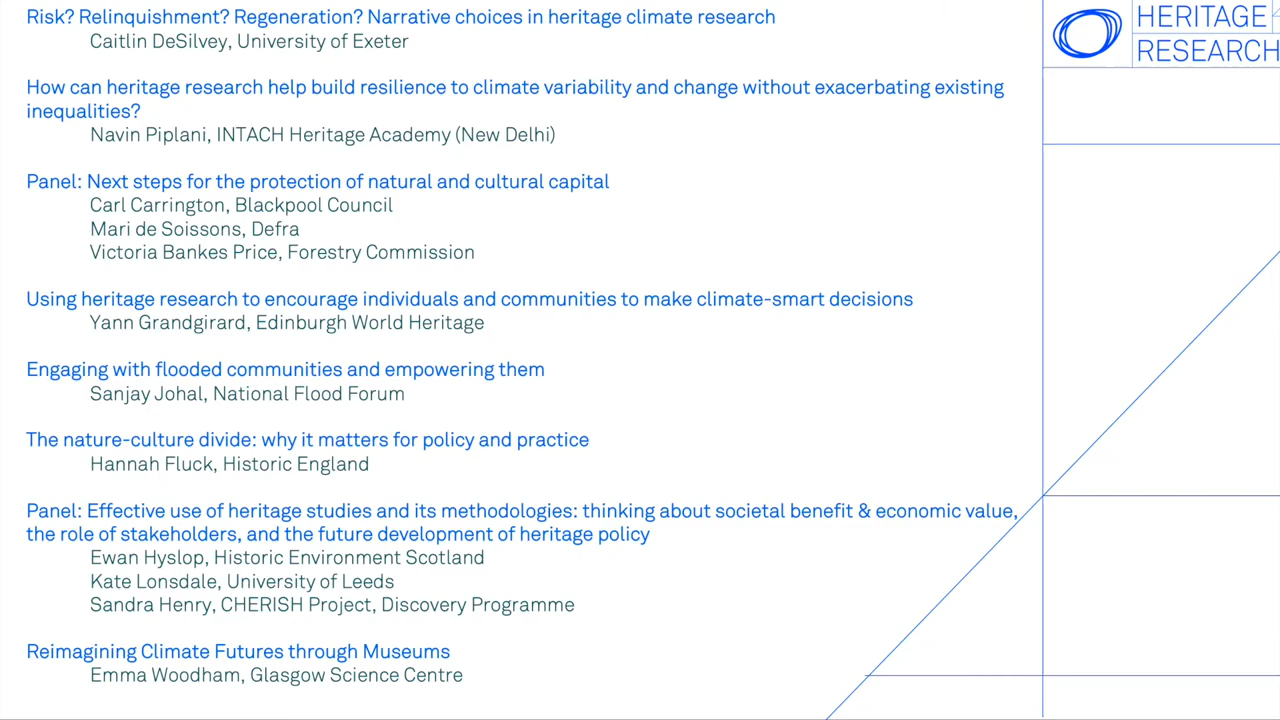 Risk? Relinquishment? Regeneration? Narrative choices in heritage climate research
Caitlin DeSilvey, University of Exeter
How can heritage research help build resilience to climate variability and change without exacerbating existing
inequalities?
Navin Piplani, INTACH Heritage Academy (New Delhi)
Panel: Next steps for the protection of natural and cultural capital
Carl Carrington, Blackpool Council
Mari de Soissons, Defra
Victoria Bankes Price, Forestry Commission
Using heritage research to encourage individuals and communities to make climate-smart decisions
Yann Grandgirard, Edinburgh World Heritage
Engaging with flooded communities and empowering them
Sanjay Johal, National Flood Forum
The nature-culture divide: why it matters for policy and practice
Hannah Fluck, Historic England
Panel: Effective use of heritage studies and its methodologies: thinking about societal benefit & economic value,
the role of stakeholders, and the future development of heritage policy
Ewan Hyslop, Historic Environment Scotland
Kate Lonsdale, University of Leeds
Sandra Henry, CHERISH Project, Discovery Programme
Reimagining Climate Futures through Museums
Emma Woodham, Glasgow Science Centre
HERITAGE
RESEARCH